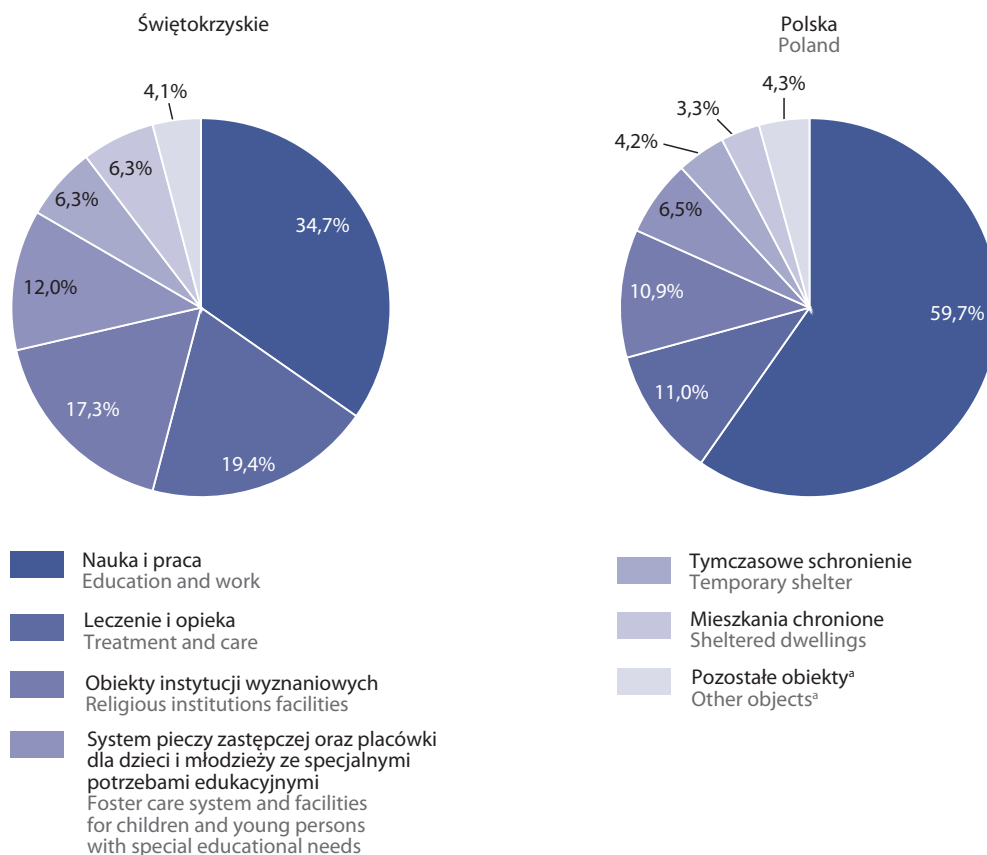 Świętokrzyskie
4,1%
6,3%
6,3%
12,0%
17,3%
19,4%
34,7%
Polska
Poland
4,3%
3,3%
4,2%
6,5%
10,9%
11,0%
59,7%
Nauka i praca
Education and work
Leczenie i opieka
Treatment and care
Obiekty instytucji wyznaniowych
Religious institutions facilities
System pieczy zastępczej oraz placówki
dla dzieci i młodzieży ze specjalnymi
potrzebami edukacyjnymi
Foster care system and facilities
for children and young persons
with special educational needs
Tymczasowe schronienie
Temporary shelter
Mieszkania chronione
Sheltered dwellings
Pozostałe obiektyª
Other objectsª